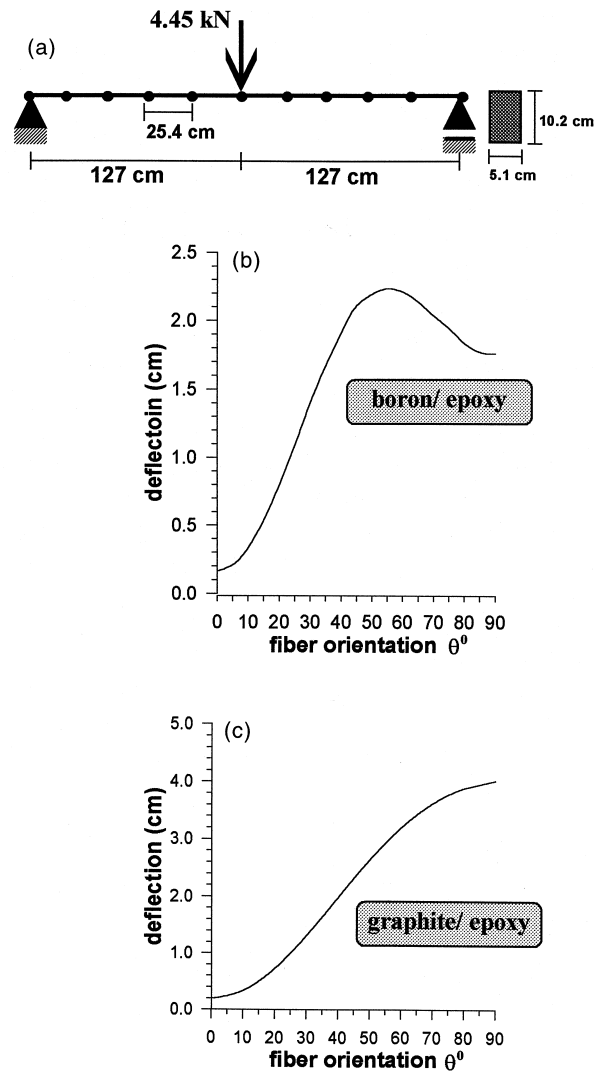 4.45 kN
(a)
25.4 cm
127 cm
127 cm
10.2 cm
5.1 cm
(b)
2.5
2.0
1.5
1.0
0.5
0.0
deflectoin (cm)
boron/ epoxy
0 10 20 30 40 50 60 70 80 90
fiber orientation θ⁰
(c)
5.0
4.0
3.0
2.0
1.0
0.0
deflection (cm)
graphite/ epoxy
0 10 20 30 40 50 60 70 80 90
fiber orientation θ⁰